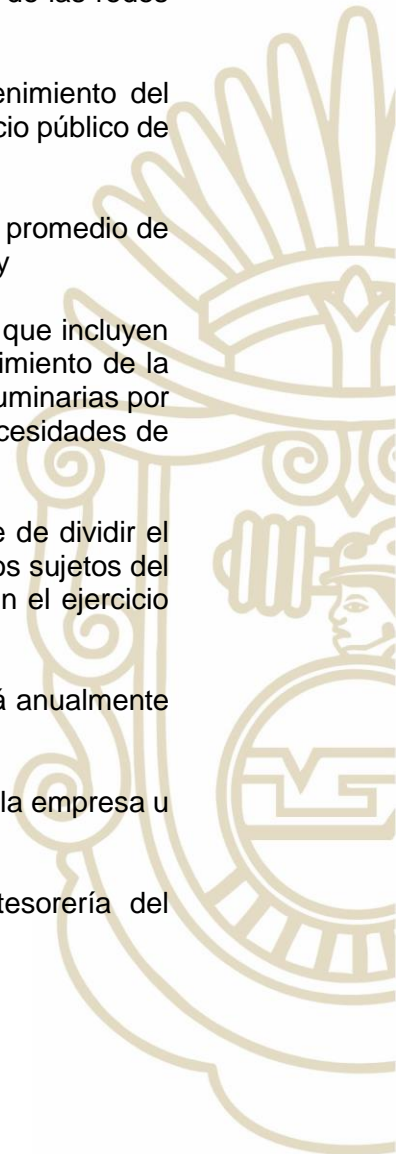 de las redes
enimiento del
cio público de
promedio de
y
que incluyen
imiento de la
uminarias por
cesidades de
e de dividir el
os sujetos del
n el ejercicio
á anualmente
la empresa u
tesorería del